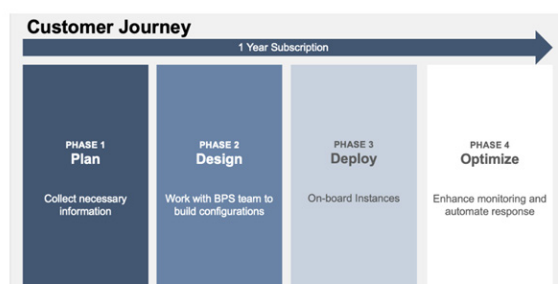 Customer Journey
1 Year Subscription
PHASE 1
Plan
Collect necessary
information
PHASE 2
Design
Work with BPS team to
build configurations
PHASE 3
Deploy
On-board Instances
PHASE 4
Optimize
Enhance monitoring and
automate response